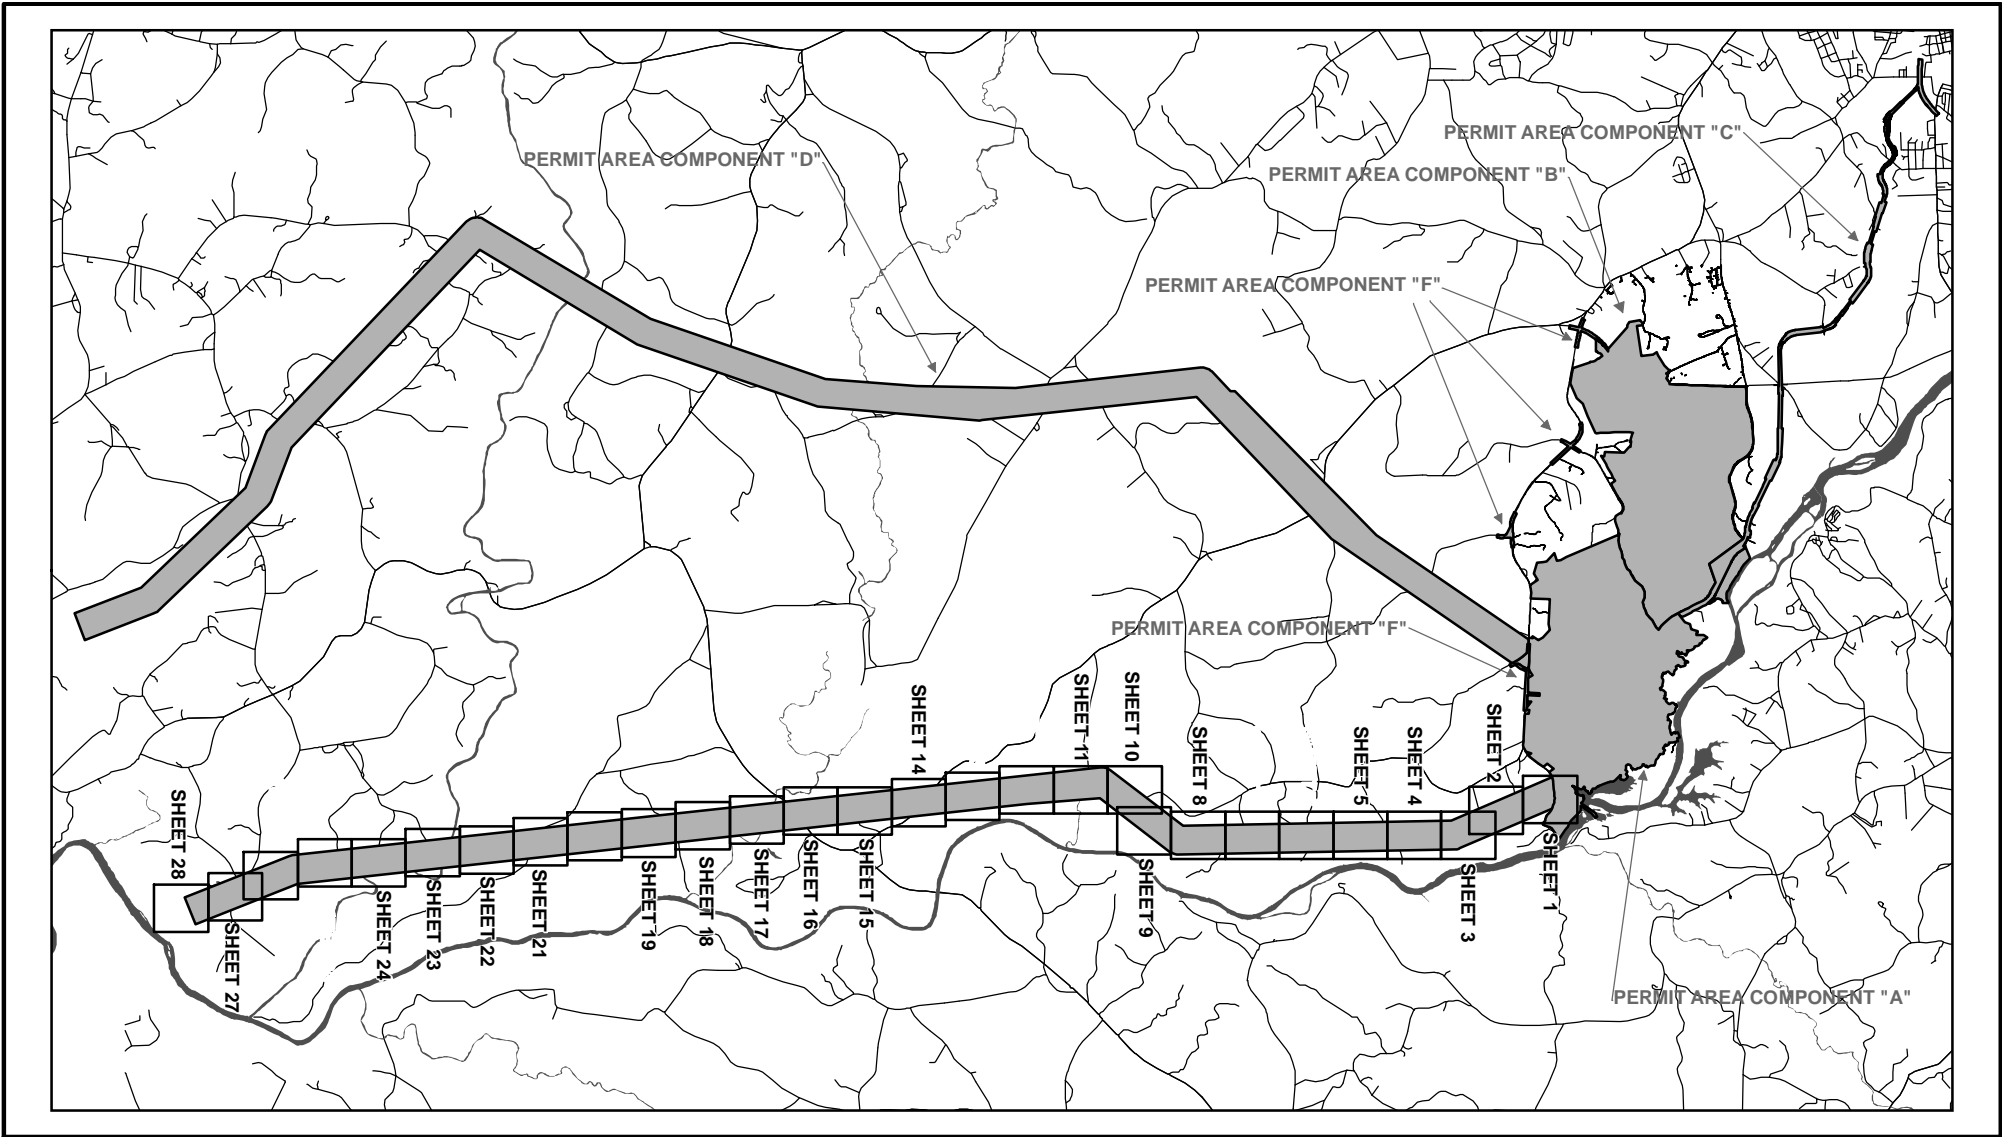 PERMIT AREA COMPONENT "C"
PERMIT AREA COMPONENT "D"
PERMIT AREA COMPONENT "B"
PERMIT AREA COMPONENT "F"
PERMIT AREA COMPONENT "F"
SHEET 14
SHEET 11
SHEET 10
SHEET 8
SHEET 5
SHEET 4
SHEET 2
SHEET 28
SHEET 27
SHEET 24
SHEET 23
SHEET 22
SHEET 21
SHEET 19
SHEET 18
SHEET 17
SHEET 16
SHEET 15
SHEET 9
SHEET 3
SHEET 1
PERMIT AREA COMPONENT "A"